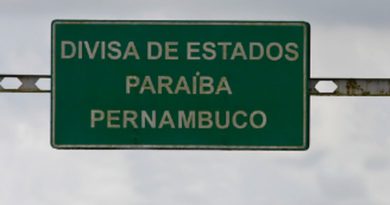 DIVISA DE ESTADOS
PARAÍBA
PERNAMBUCO